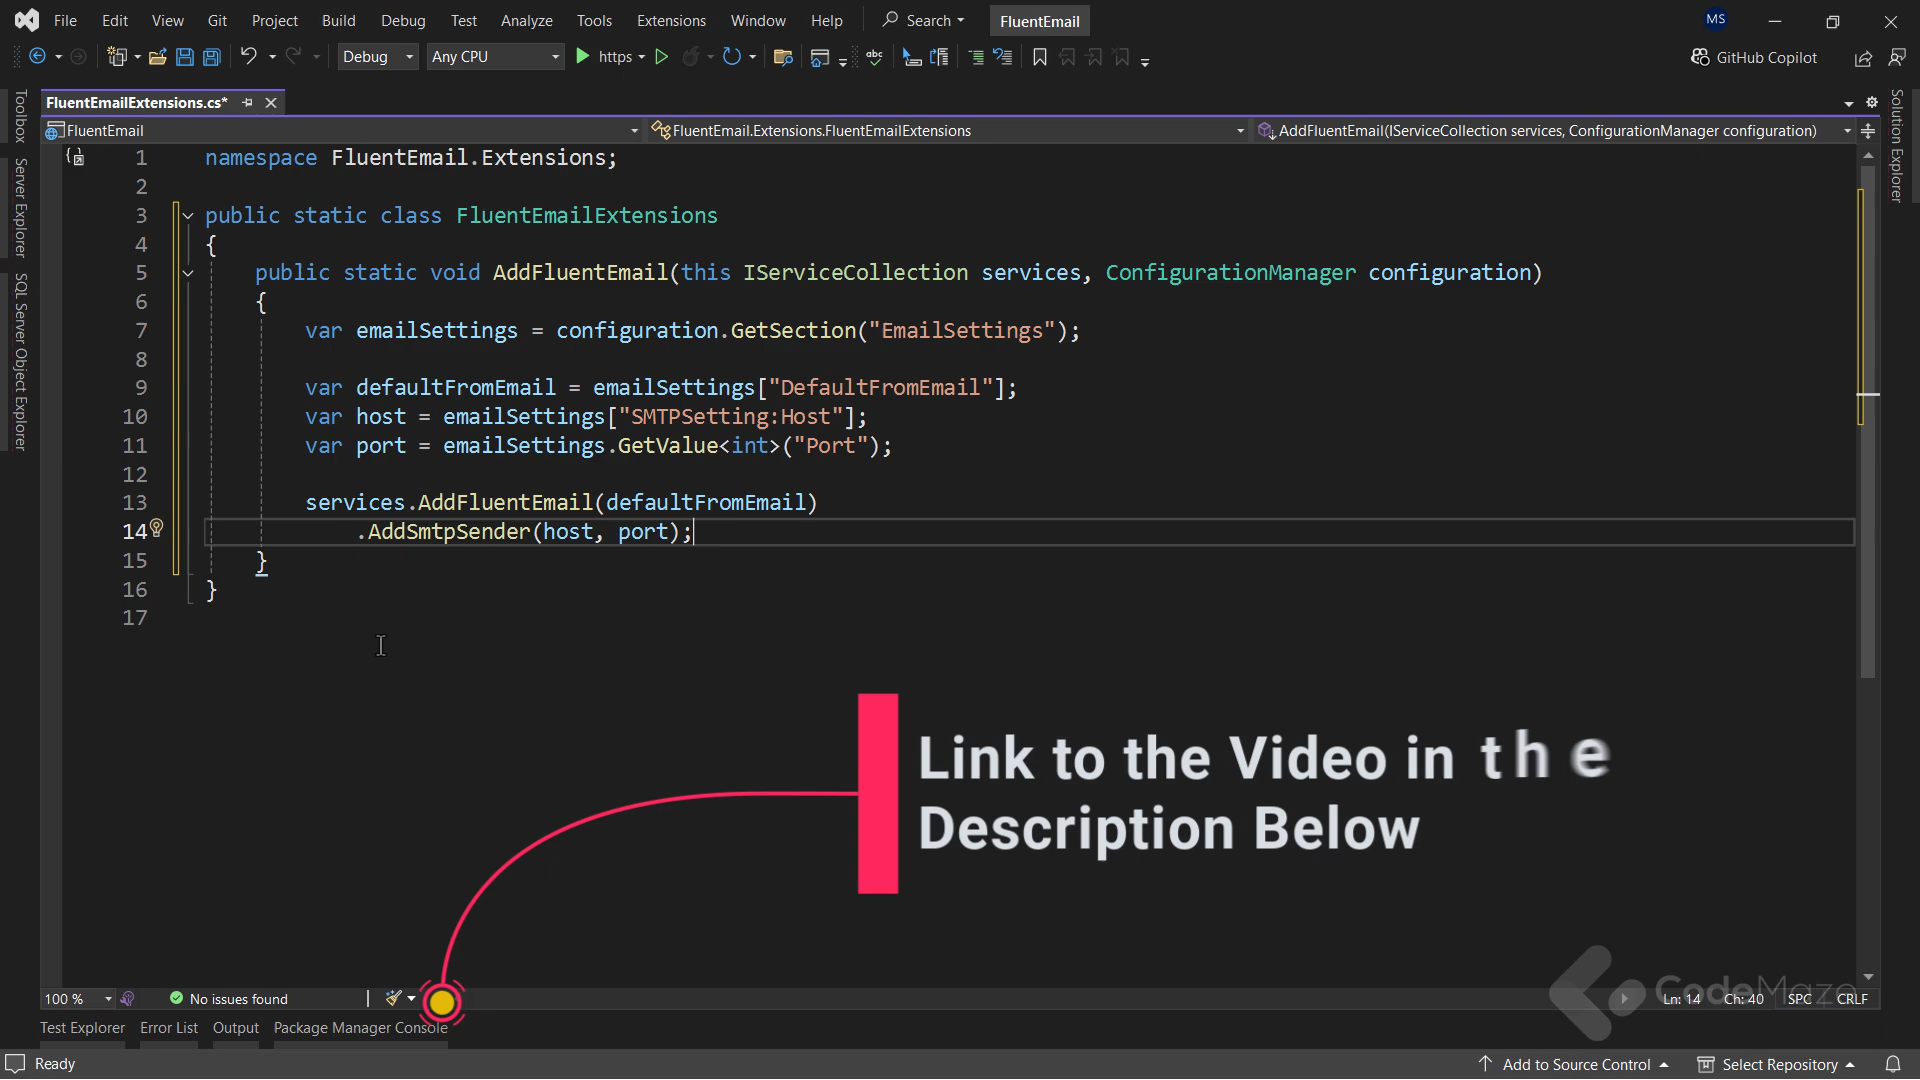 File Edit View Git Project Build Debug Test Analyze Tools Extensions Window Help Search FluentEmail MS
Debug Any CPU https abc GitHub Copilot
FluentEmailExtensions.cs*
FluentEmail FluentEmail.Extensions.FluentEmailExtensions AddFluentEmail(IServiceCollection services, ConfigurationManager configuration)
Toolbox
Server Explorer
SQL Server Object Explorer
Solution Explorer
1 namespace FluentEmail.Extensions;
2
3 public static class FluentEmailExtensions
4 {
5 public static void AddFluentEmail(this IServiceCollection services, ConfigurationManager configuration)
6 {
7 var emailSettings = configuration.GetSection("EmailSettings");
8
9 var defaultFromEmail = emailSettings["DefaultFromEmail"];
10 var host = emailSettings["SMTPSetting:Host"];
11 var port = emailSettings.GetValue<int>("Port");
12
13 services.AddFluentEmail(defaultFromEmail)
14 .AddSmtpSender(host, port);
15 }
16 }
17
Link to the Video in the
Description Below
CodeMaze
100 % No issues found Ln: 14 Ch: 40 SPC CRLF
Test Explorer Error List Output Package Manager Console
Ready Add to Source Control Select Repository